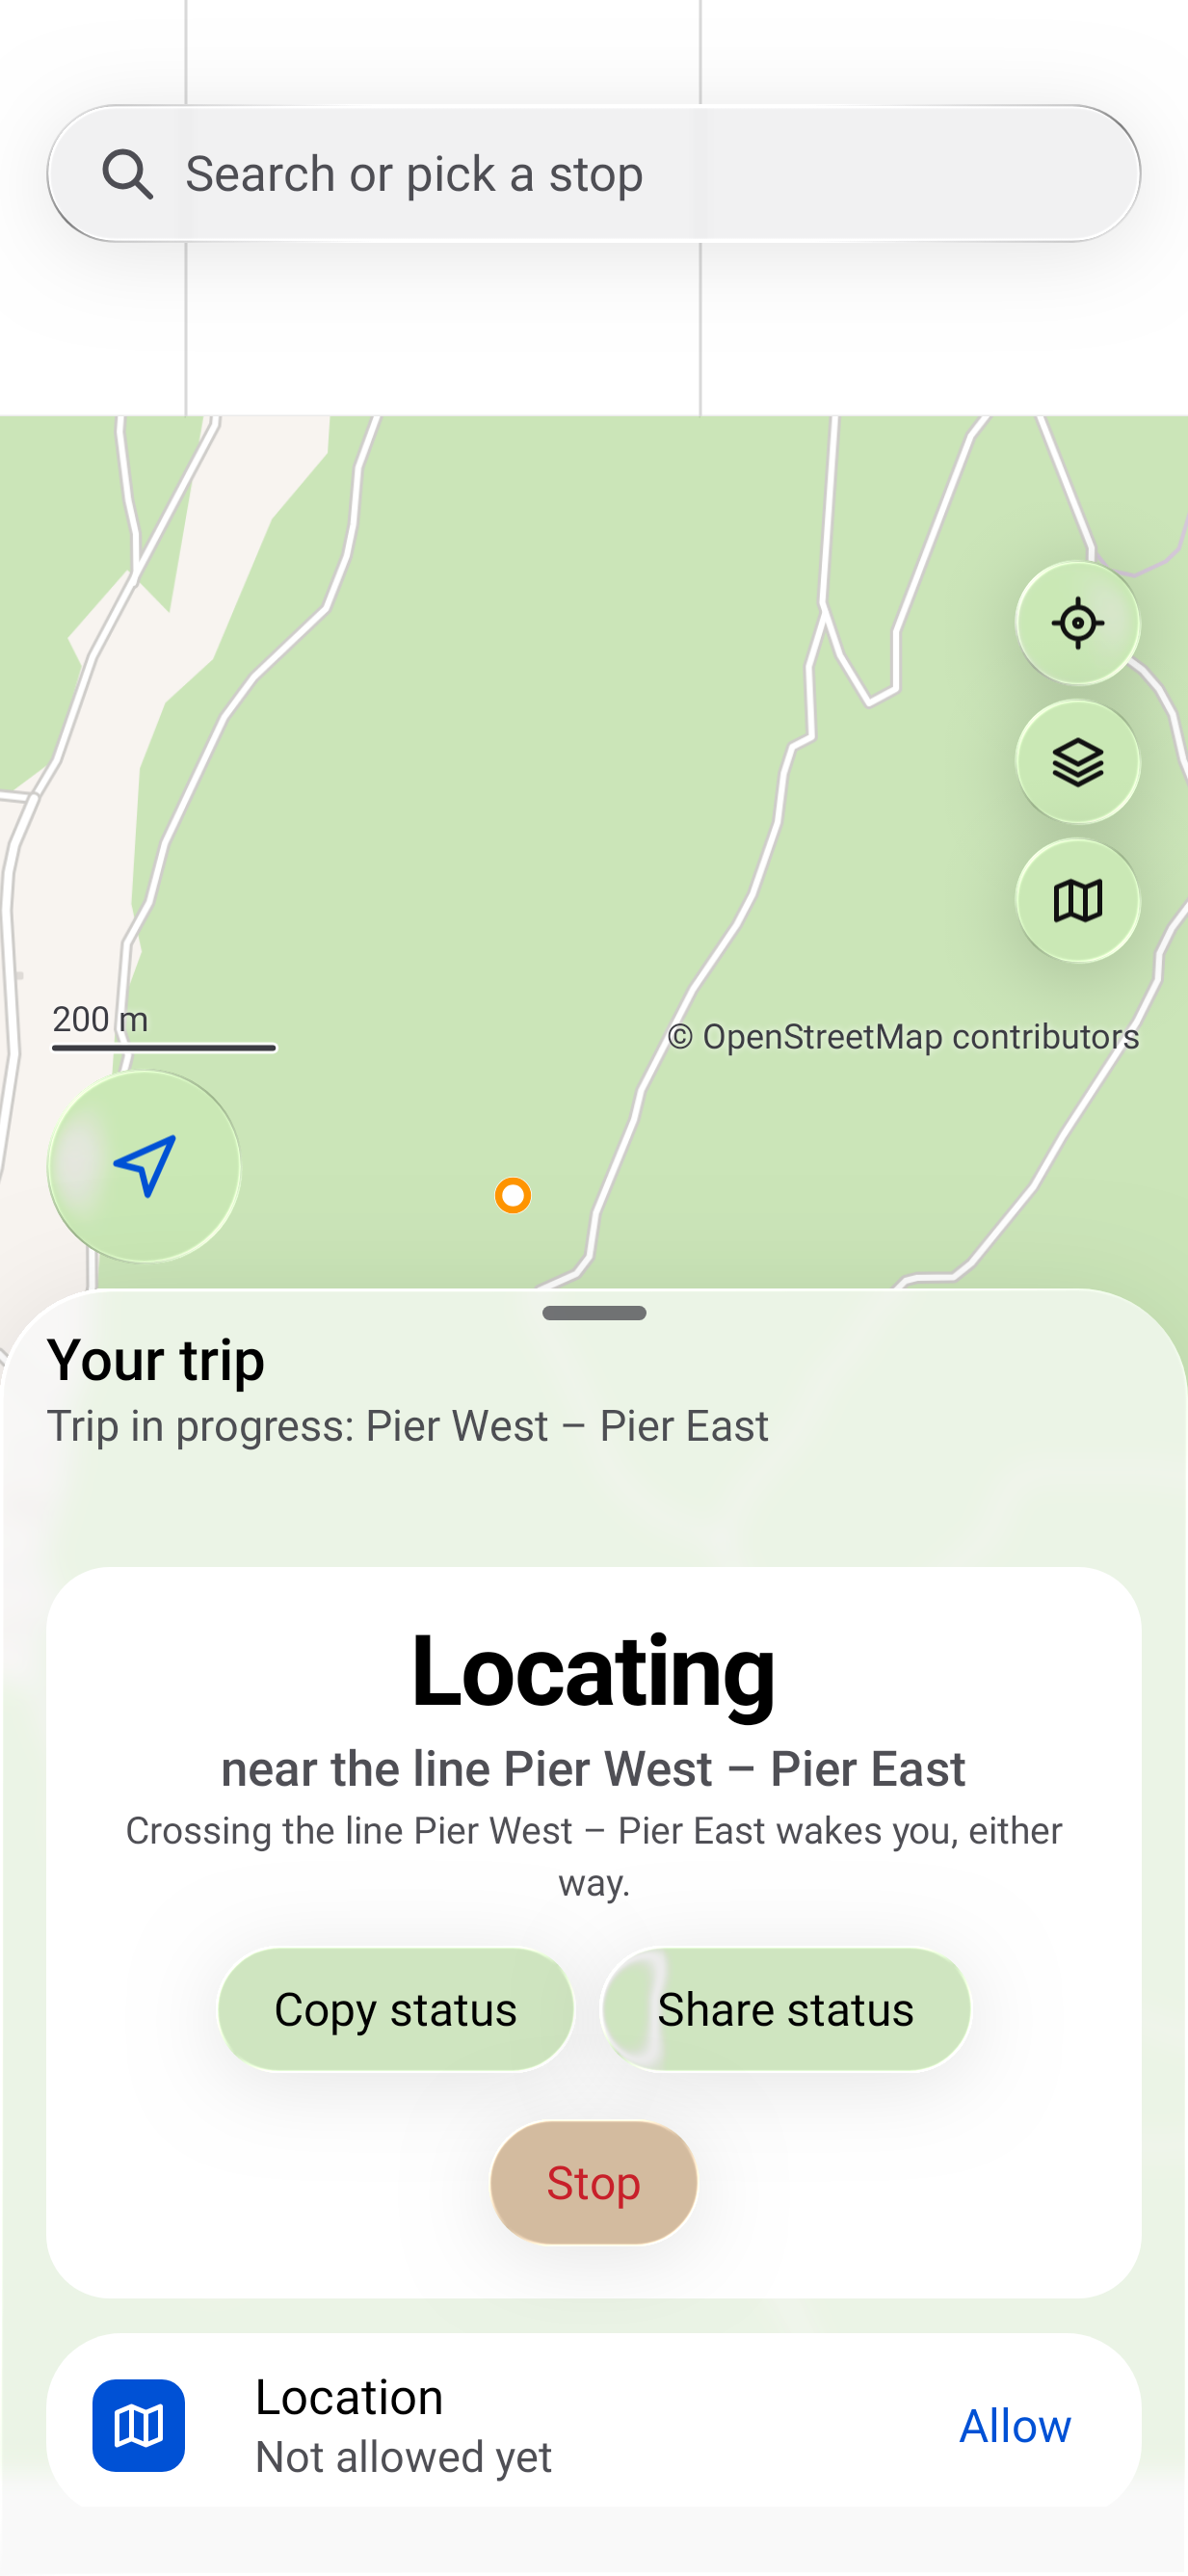 Search or pick a stop
200 m
© OpenStreetMap contributors
Your trip
Trip in progress: Pier West – Pier East
Locating
near the line Pier West – Pier East
Crossing the line Pier West – Pier East wakes you, either
way.
Copy status
Share status
Stop
Location
Not allowed yet
Allow